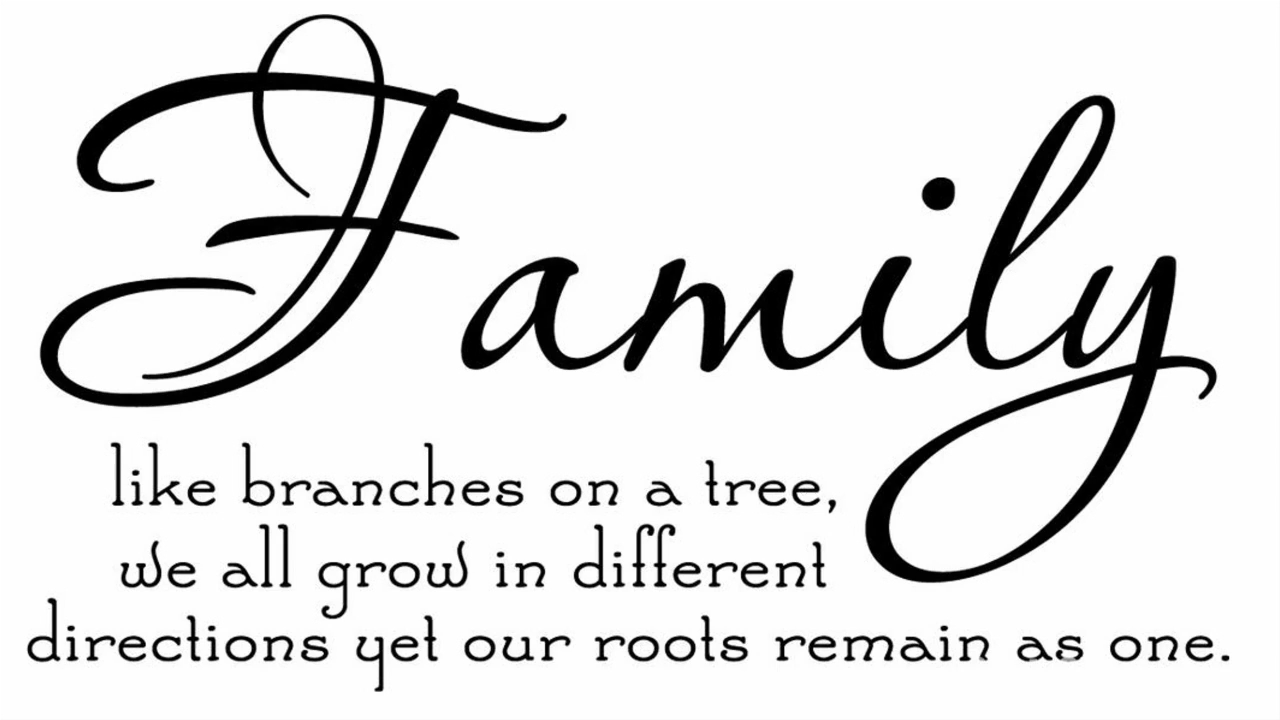 Family
like branches on a tree,
we all grow in different
directions yet our roots remain as one.